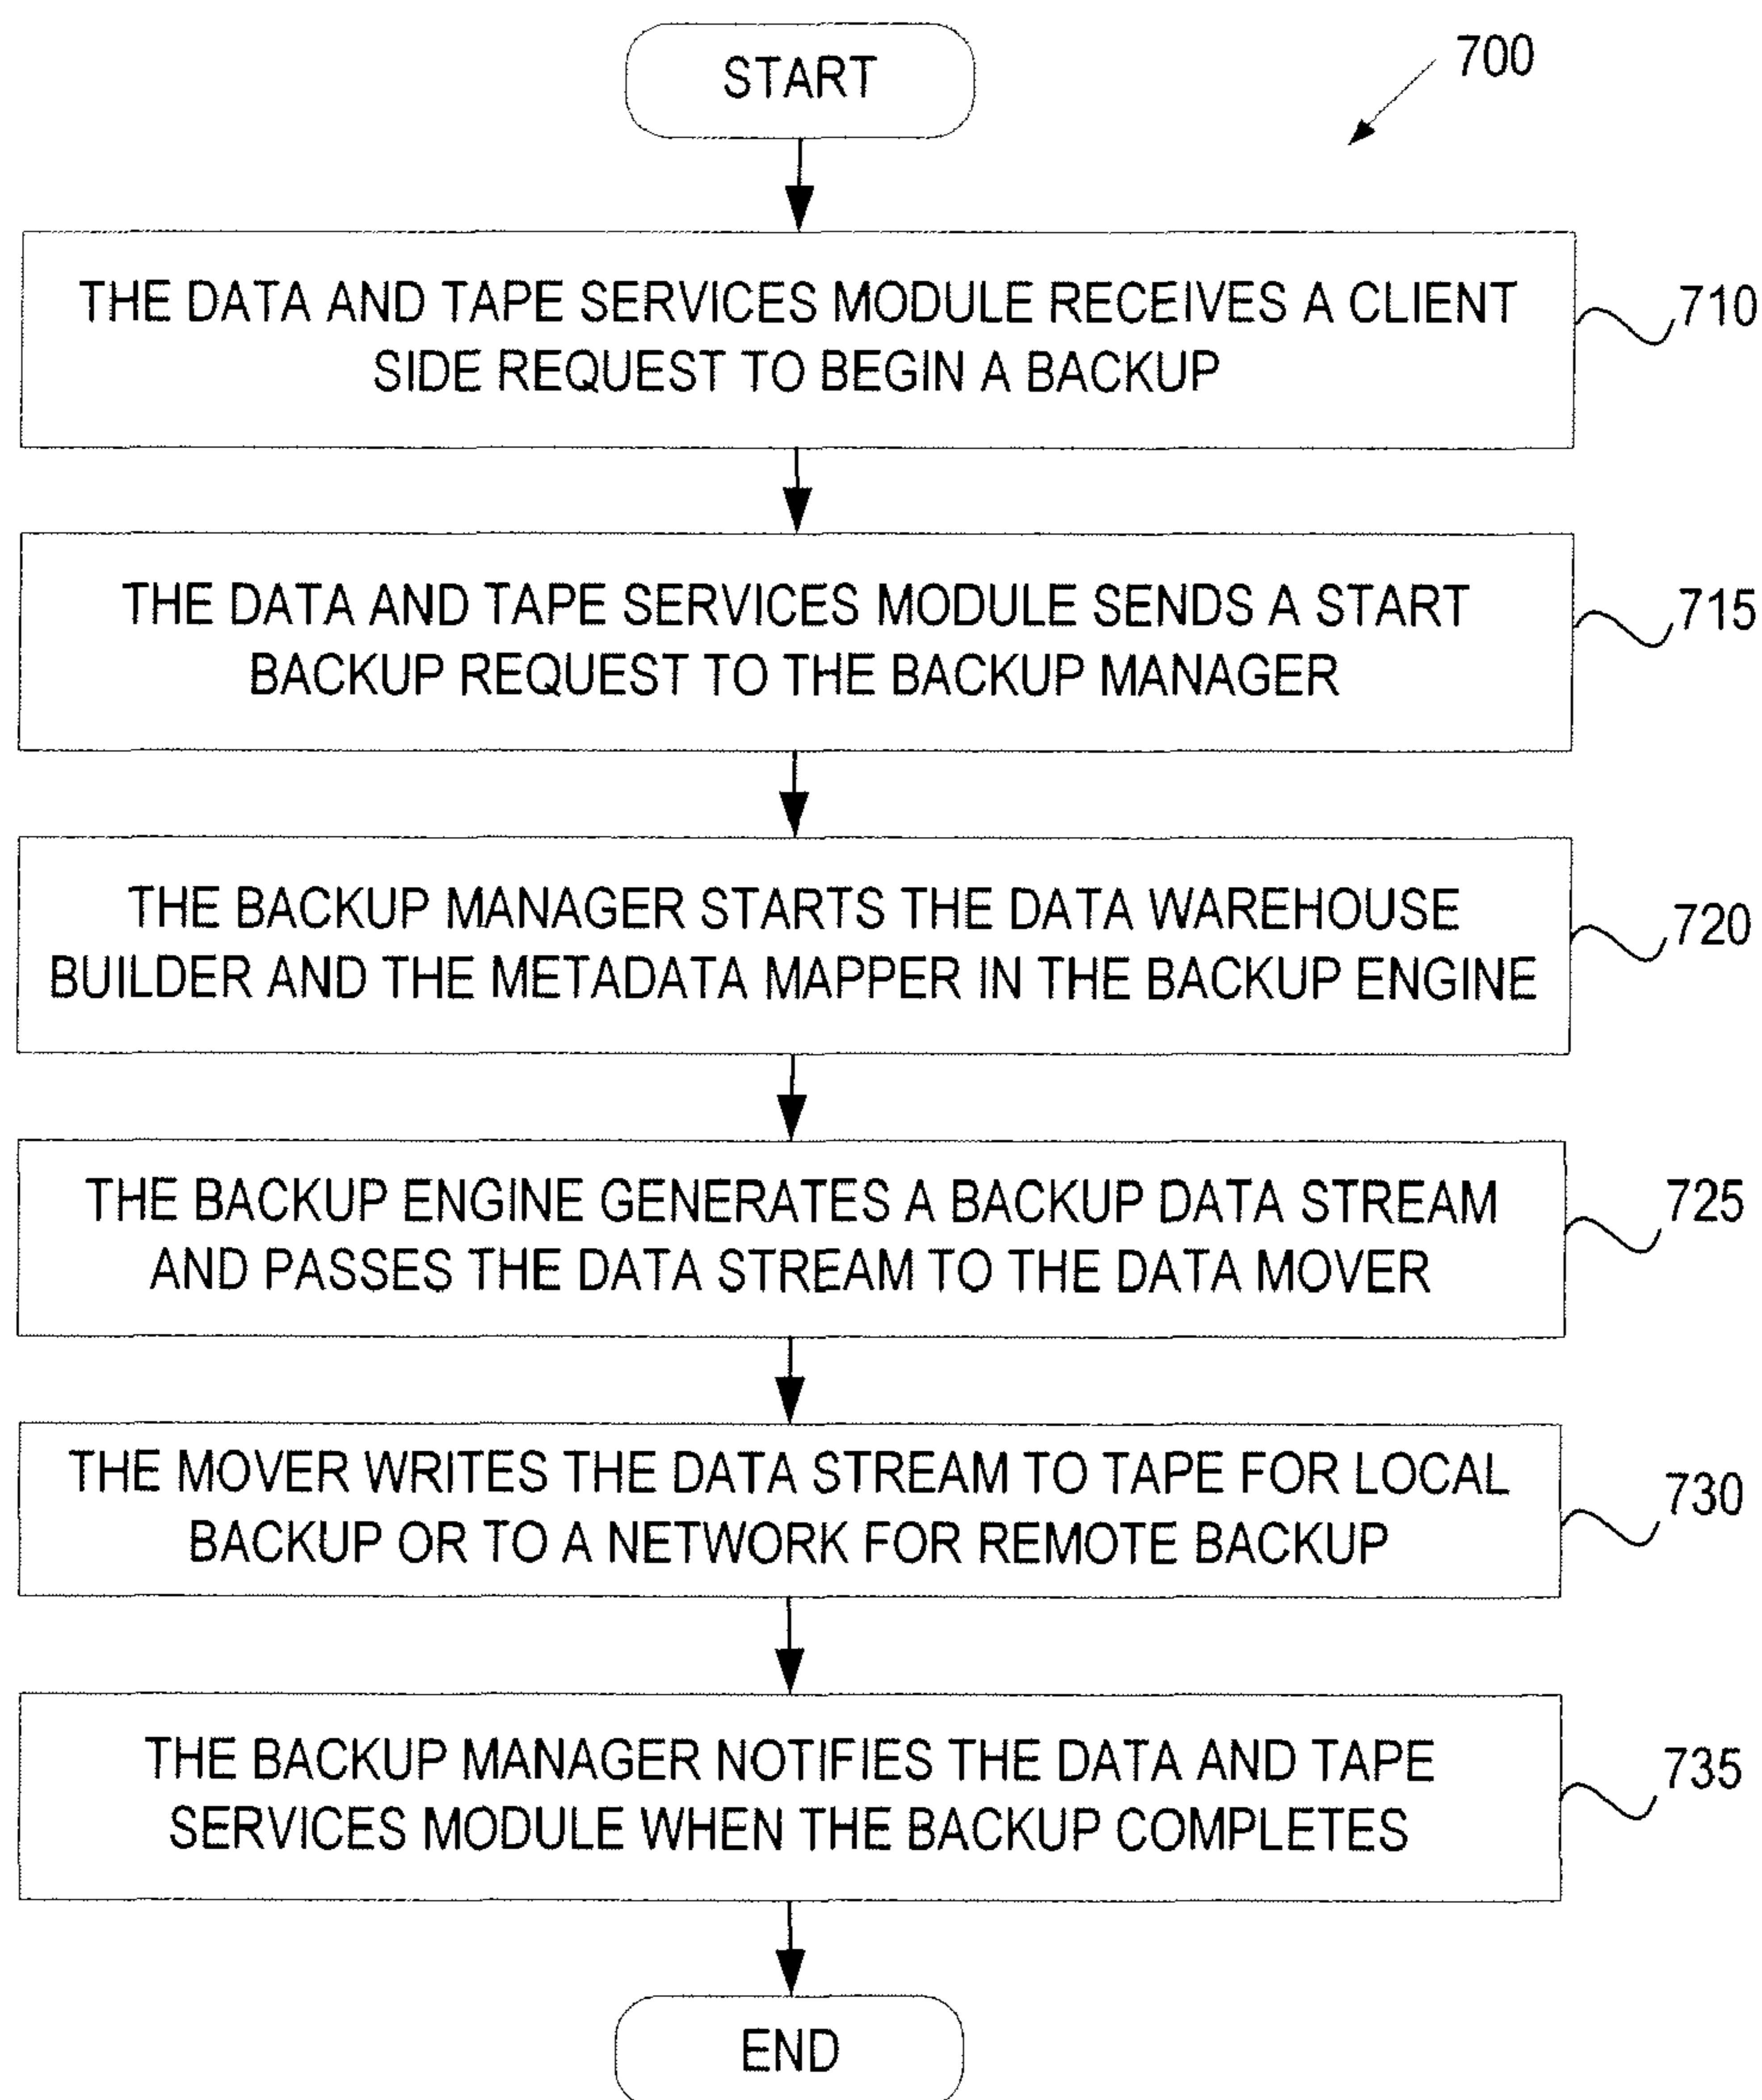 START
700
THE DATA AND TAPE SERVICES MODULE RECEIVES A CLIENT
SIDE REQUEST TO BEGIN A BACKUP
710
THE DATA AND TAPE SERVICES MODULE SENDS A START
BACKUP REQUEST TO THE BACKUP MANAGER
715
THE BACKUP MANAGER STARTS THE DATA WAREHOUSE
BUILDER AND THE METADATA MAPPER IN THE BACKUP ENGINE
720
THE BACKUP ENGINE GENERATES A BACKUP DATA STREAM
AND PASSES THE DATA STREAM TO THE DATA MOVER
725
THE MOVER WRITES THE DATA STREAM TO TAPE FOR LOCAL
BACKUP OR TO A NETWORK FOR REMOTE BACKUP
730
THE BACKUP MANAGER NOTIFIES THE DATA AND TAPE
SERVICES MODULE WHEN THE BACKUP COMPLETES
735
END